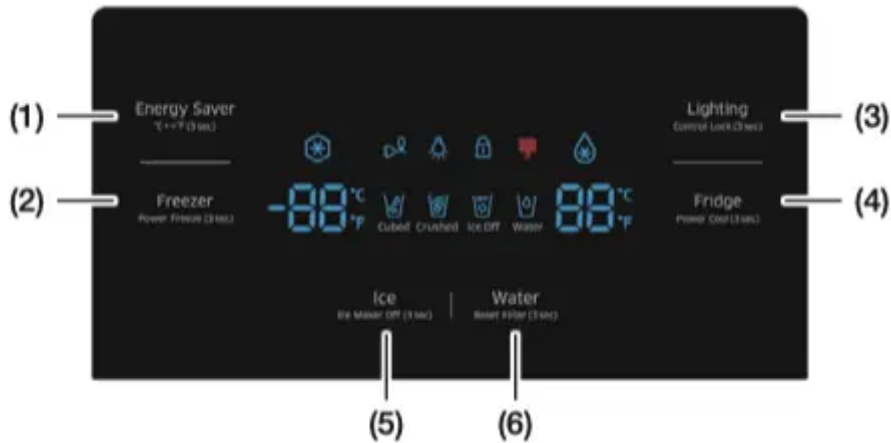 (1)
Energy Saver
°C↔°F (3 sec)
(2)
Freezer
Power Freeze (3 sec)
-88 °C °F
Cubed Crushed Ice Off Water
88 °C °F
Lighting
Control Lock (3 sec)
(3)
Fridge
Power Cool (3 sec)
(4)
Ice
Ice Maker Off (3 sec)
Water
Reset Filter (3 sec)
(5)
(6)